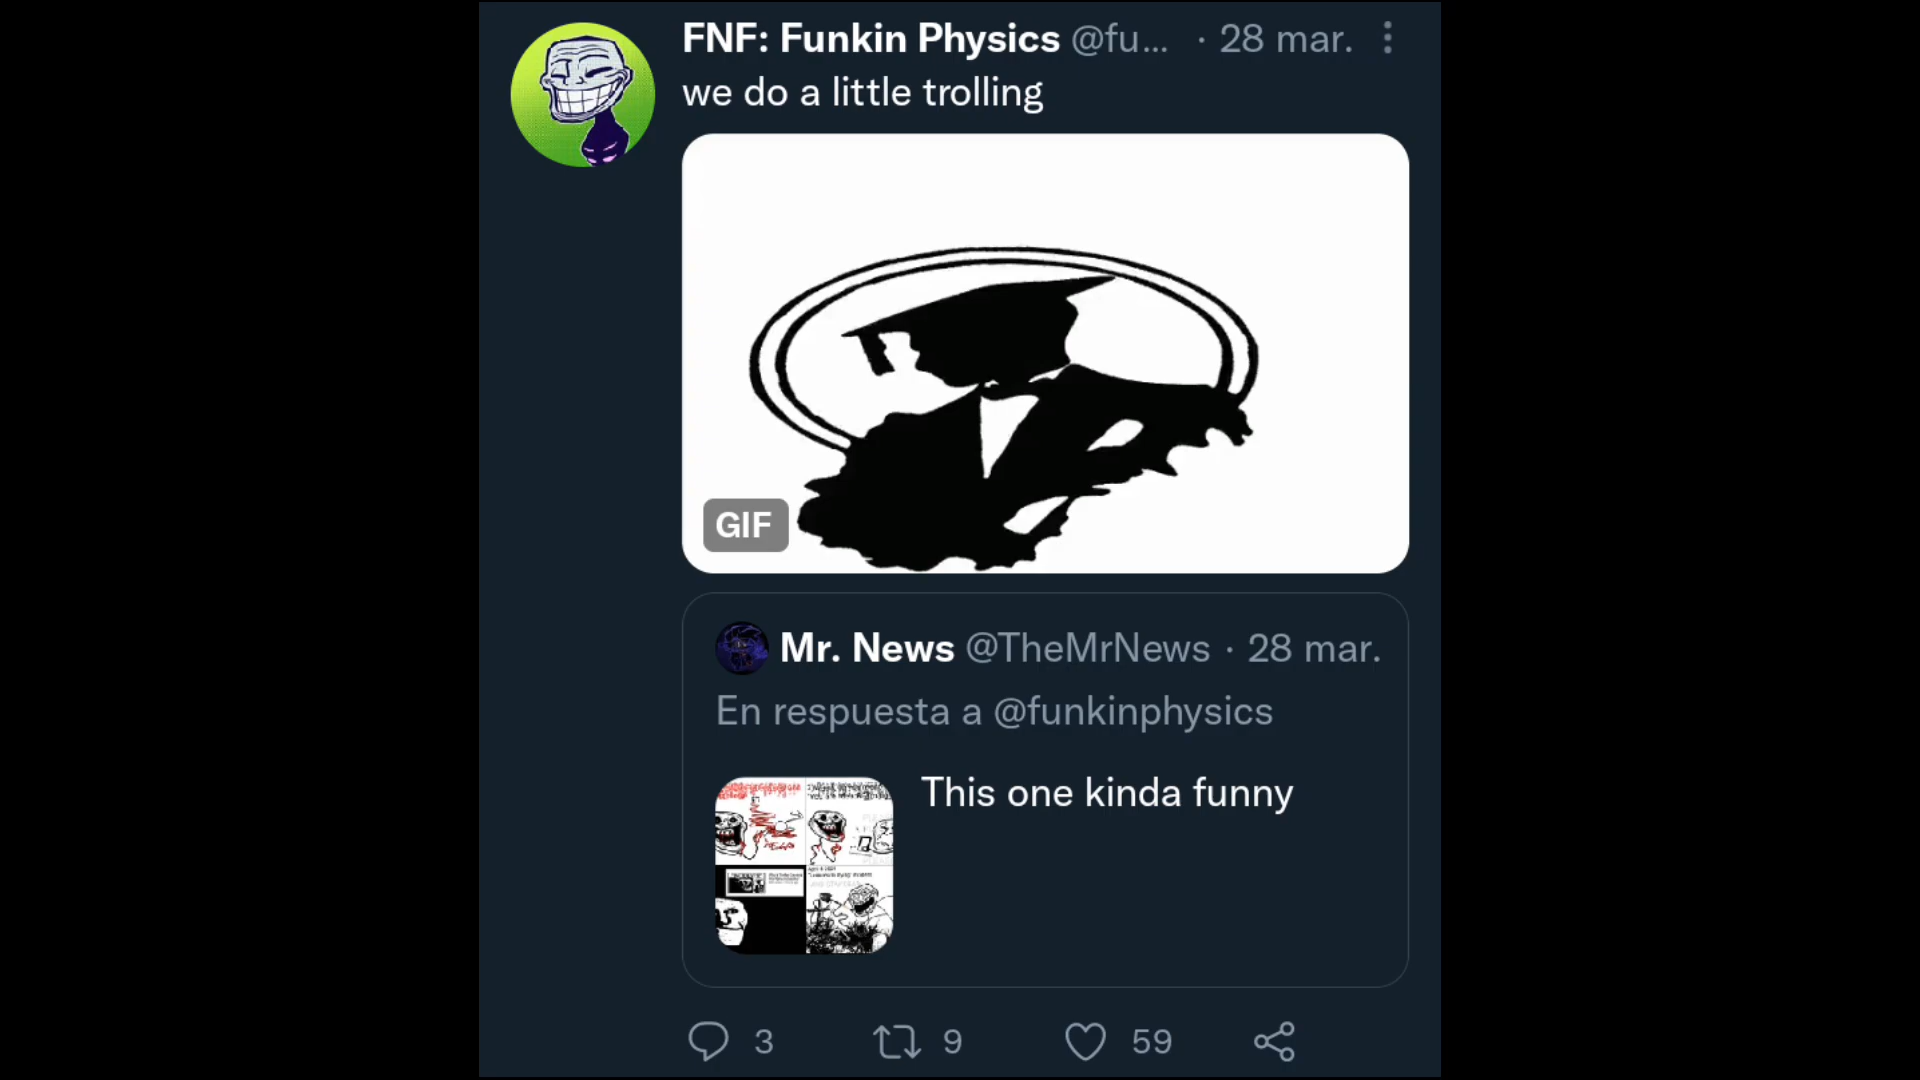 FNF: Funkin Physics @fu... · 28 mar.
we do a little trolling
GIF
Mr. News @TheMrNews · 28 mar.
En respuesta a @funkinphysics
This one kinda funny
3 9 59